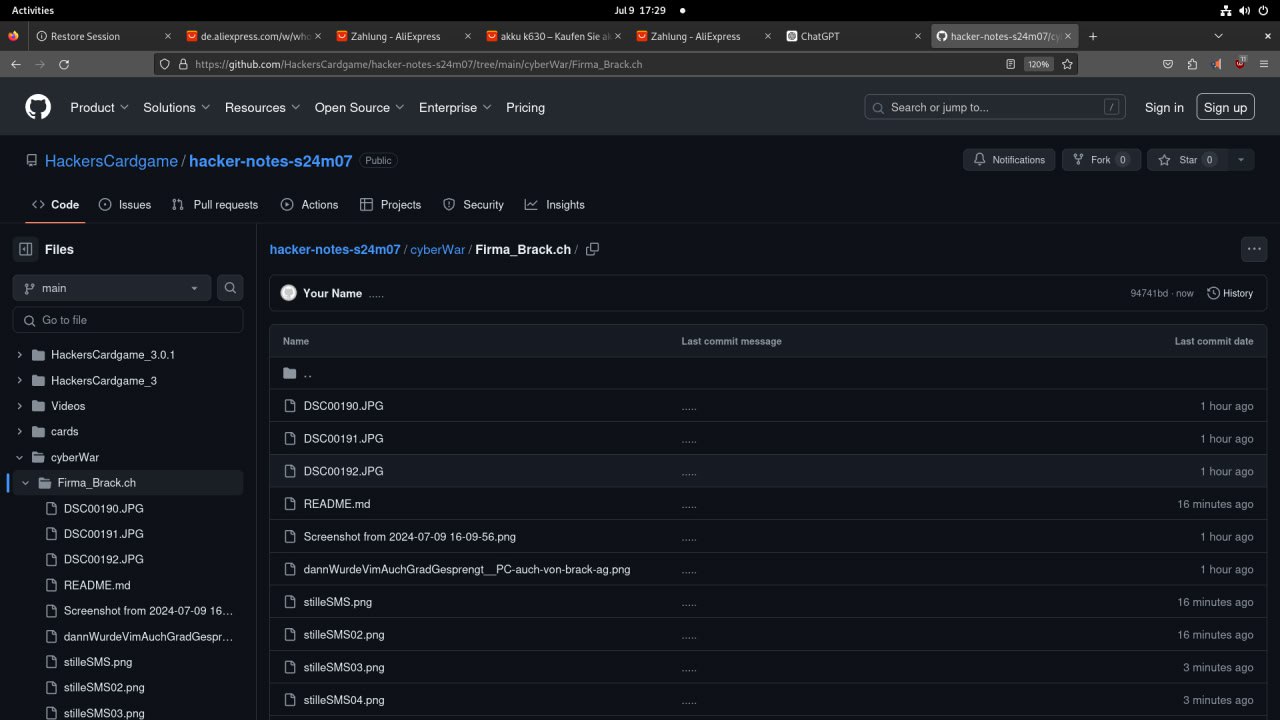 Activities
Jul 9 17:29
Restore Session
de.aliexpress.com/w/who
Zahlung - AliExpress
akku k630 – Kaufen Sie ak
Zahlung - AliExpress
ChatGPT
hacker-notes-s24m07/cy
https://github.com/HackersCardgame/hacker-notes-s24m07/tree/main/cyberWar/Firma_Brack.ch
120%
11
Product
Solutions
Resources
Open Source
Enterprise
Pricing
Search or jump to...
/
Sign in
Sign up
HackersCardgame / hacker-notes-s24m07
Public
Notifications
Fork 0
Star 0
Code
Issues
Pull requests
Actions
Projects
Security
Insights
Files
main
Go to file
HackersCardgame_3.0.1
HackersCardgame_3
Videos
cards
cyberWar
Firma_Brack.ch
DSC00190.JPG
DSC00191.JPG
DSC00192.JPG
README.md
Screenshot from 2024-07-09 16...
dannWurdeVimAuchGradGespr...
stilleSMS.png
stilleSMS02.png
stilleSMS03.png
hacker-notes-s24m07 / cyberWar / Firma_Brack.ch /
Your Name .....
94741bd · now
History
Name Last commit message Last commit date
..
DSC00190.JPG ..... 1 hour ago
DSC00191.JPG ..... 1 hour ago
DSC00192.JPG ..... 1 hour ago
README.md ..... 16 minutes ago
Screenshot from 2024-07-09 16-09-56.png ..... 1 hour ago
dannWurdeVimAuchGradGesprengt__PC-auch-von-brack-ag.png ..... 1 hour ago
stilleSMS.png ..... 16 minutes ago
stilleSMS02.png ..... 16 minutes ago
stilleSMS03.png ..... 3 minutes ago
stilleSMS04.png ..... 3 minutes ago